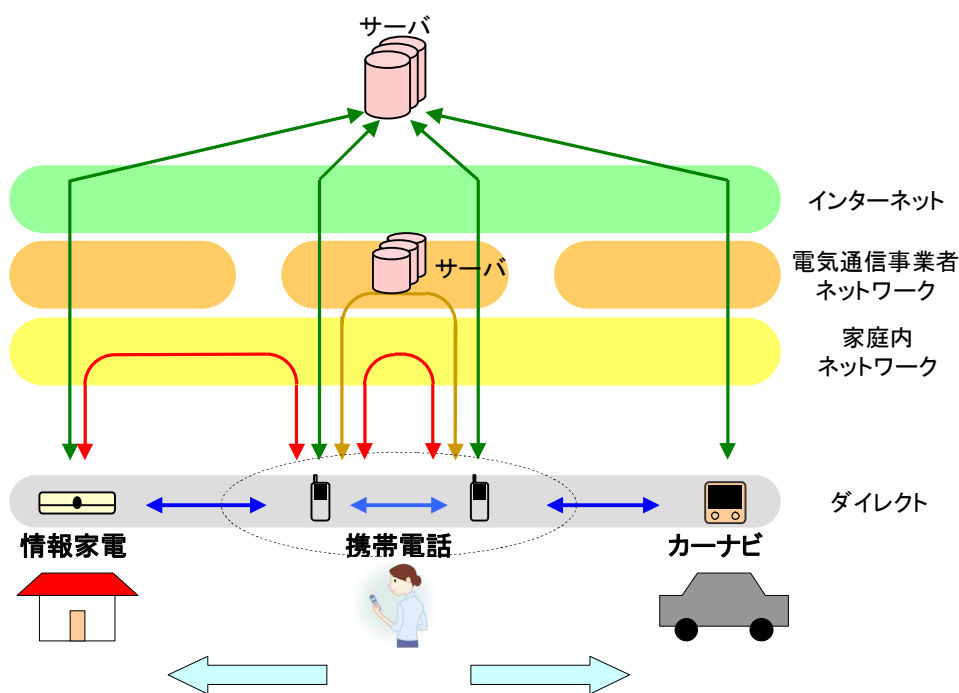 サーバ
インターネット
サーバ
電気通信事業者
ネットワーク
家庭内
ネットワーク
ダイレクト
情報家電
携帯電話
カーナビ